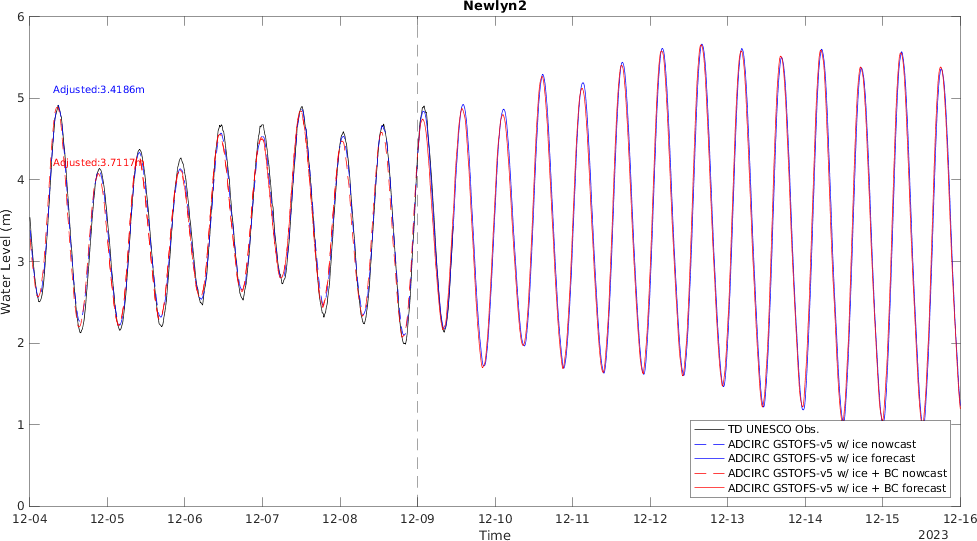 Newlyn2
6
5
4
3
2
1
0
Water Level (m)
Adjusted:3.4186m
Adjusted:3.7117m
TD UNESCO Obs.
ADCIRC GSTOFS-v5 w/ ice nowcast
ADCIRC GSTOFS-v5 w/ ice forecast
ADCIRC GSTOFS-v5 w/ ice + BC nowcast
ADCIRC GSTOFS-v5 w/ ice + BC forecast
12-04 12-05 12-06 12-07 12-08 12-09 12-10 12-11 12-12 12-13 12-14 12-15 12-16
Time
2023